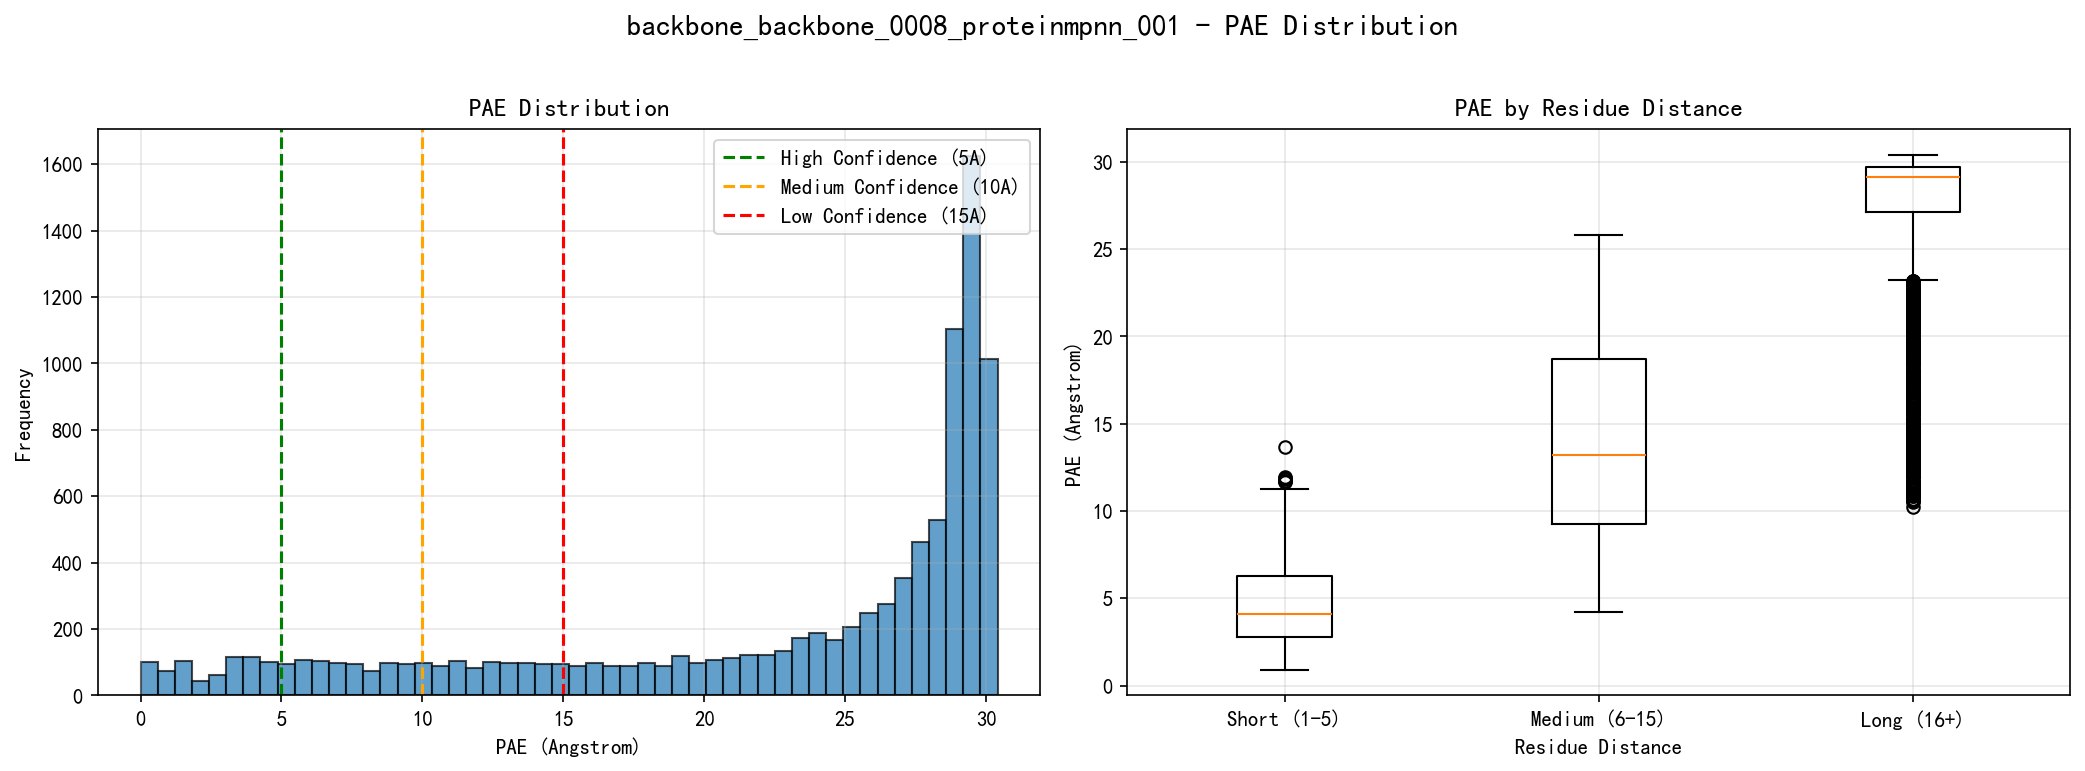 backbone_backbone_0008_proteinmpnn_001 - PAE Distribution
PAE Distribution
Frequency
1600
1400
1200
1000
800
600
400
200
0
High Confidence (5A)
Medium Confidence (10A)
Low Confidence (15A)
0 5 10 15 20 25 30
PAE (Angstrom)
PAE by Residue Distance
PAE (Angstrom)
30
25
20
15
10
5
0
Short (1-5) Medium (6-15) Long (16+)
Residue Distance